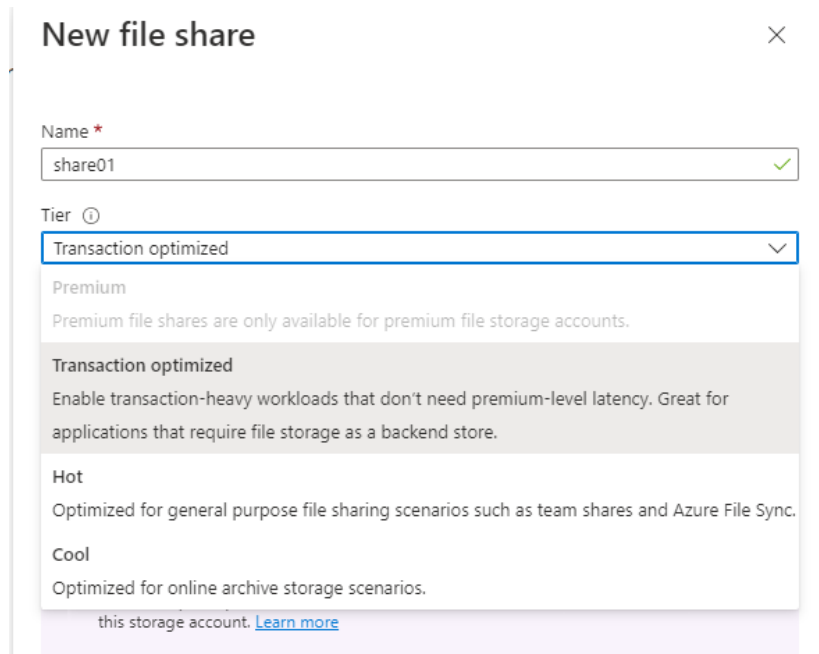 New file share
Name *
share01
Tier
Transaction optimized
Premium
Premium file shares are only available for premium file storage accounts.
Transaction optimized
Enable transaction-heavy workloads that don't need premium-level latency. Great for
applications that require file storage as a backend store.
Hot
Optimized for general purpose file sharing scenarios such as team shares and Azure File Sync.
Cool
Optimized for online archive storage scenarios.
this storage account. Learn more